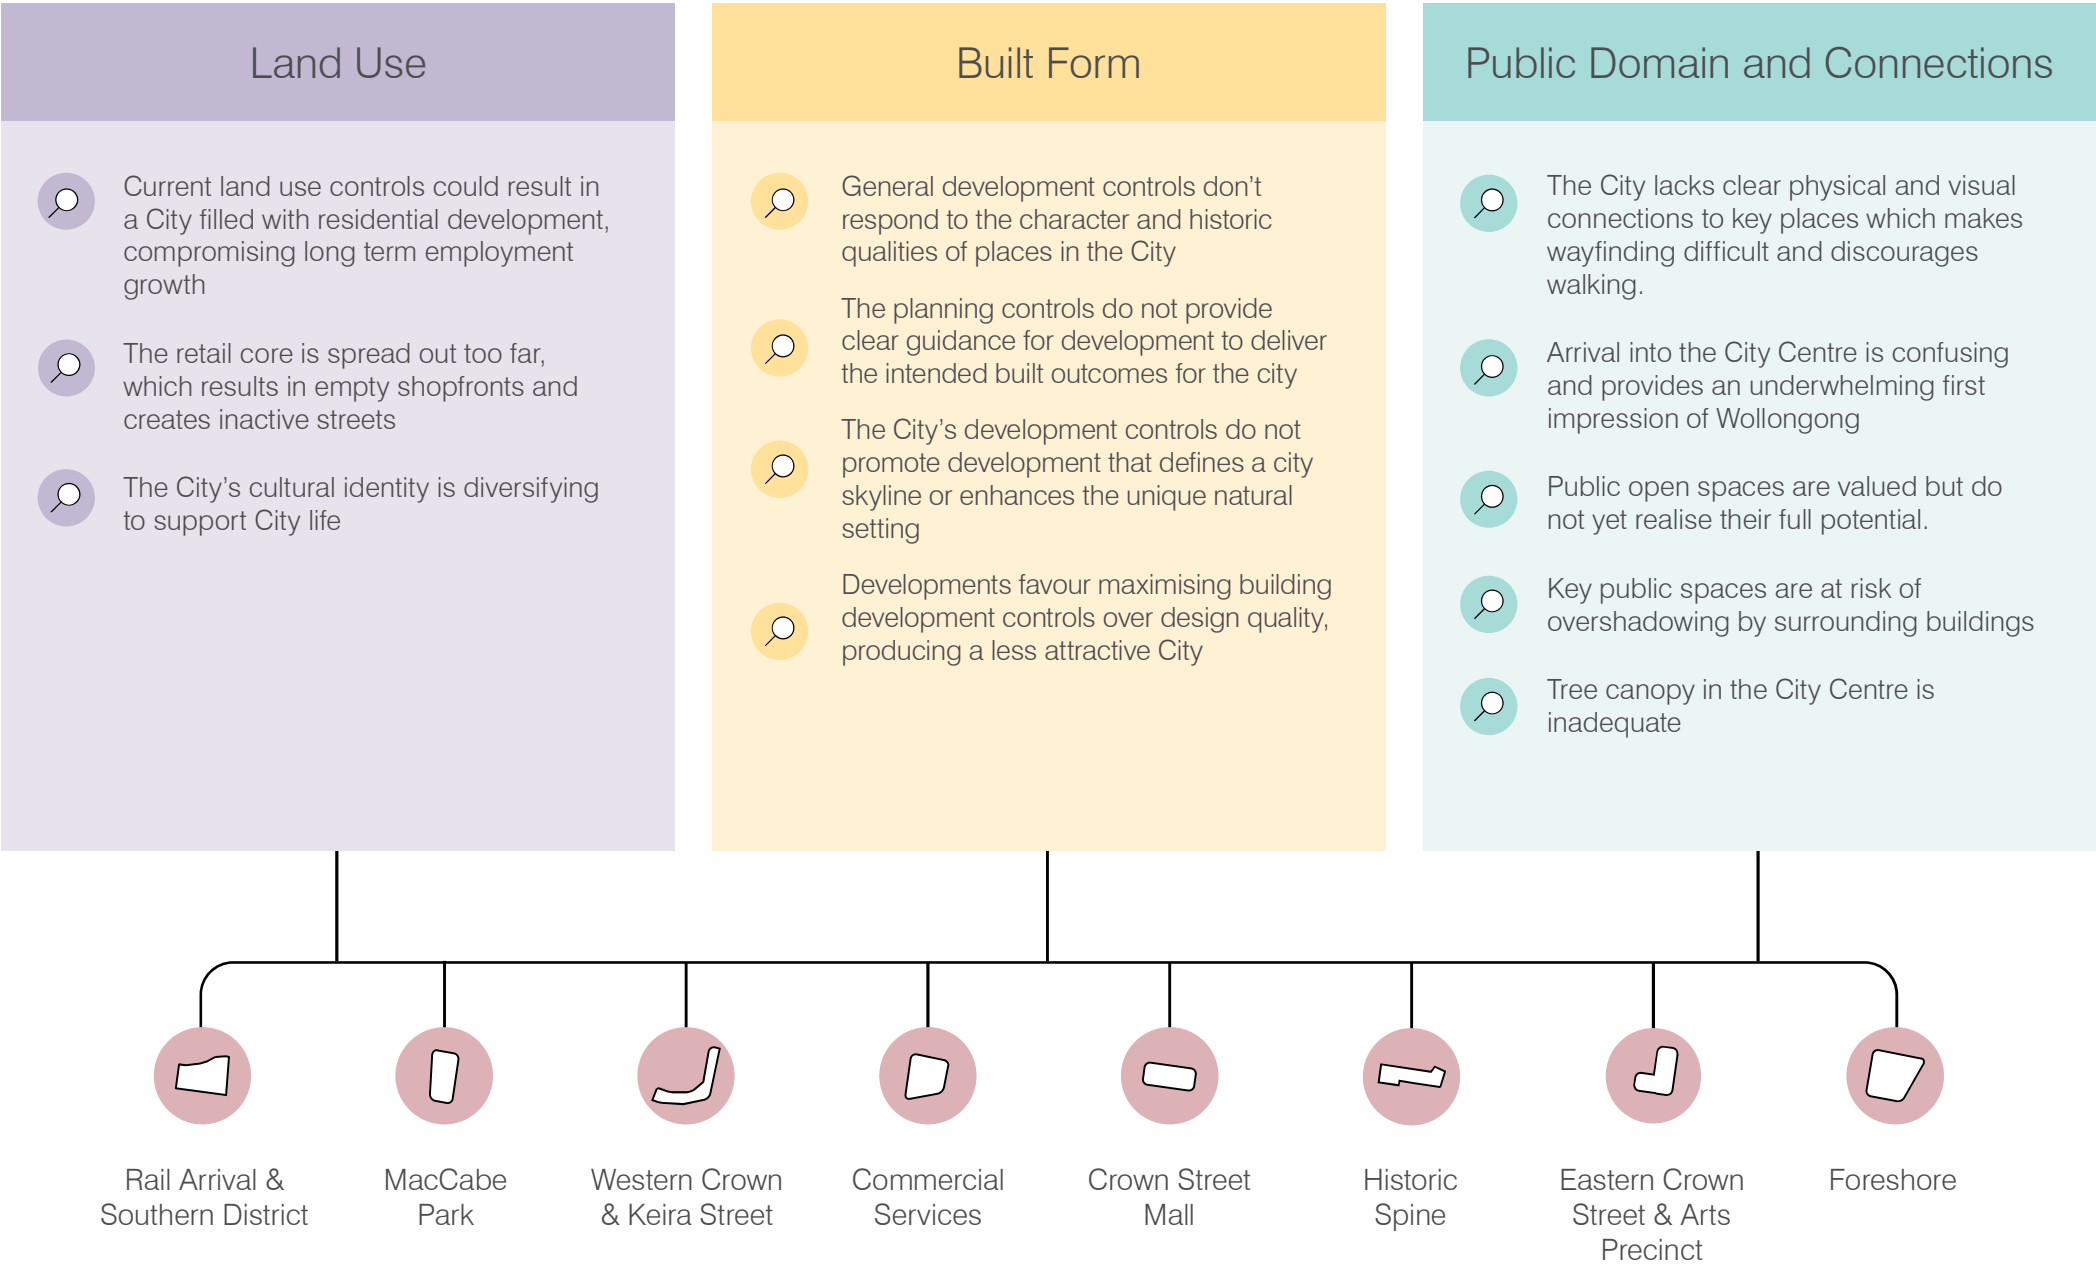 Land Use
Current land use controls could result in
a City filled with residential development,
compromising long term employment
growth
The retail core is spread out too far,
which results in empty shopfronts and
creates inactive streets
The City's cultural identity is diversifying
to support City life
Built Form
General development controls don't
respond to the character and historic
qualities of places in the City
The planning controls do not provide
clear guidance for development to deliver
the intended built outcomes for the city
The City's development controls do not
promote development that defines a city
skyline or enhances the unique natural
setting
Developments favour maximising building
development controls over design quality,
producing a less attractive City
Public Domain and Connections
The City lacks clear physical and visual
connections to key places which makes
wayfinding difficult and discourages
walking.
Arrival into the City Centre is confusing
and provides an underwhelming first
impression of Wollongong
Public open spaces are valued but do
not yet realise their full potential.
Key public spaces are at risk of
overshadowing by surrounding buildings
Tree canopy in the City Centre is
inadequate
Rail Arrival &
Southern District
MacCabe
Park
Western Crown
& Keira Street
Commercial
Services
Crown Street
Mall
Historic
Spine
Eastern Crown
Street & Arts
Precinct
Foreshore